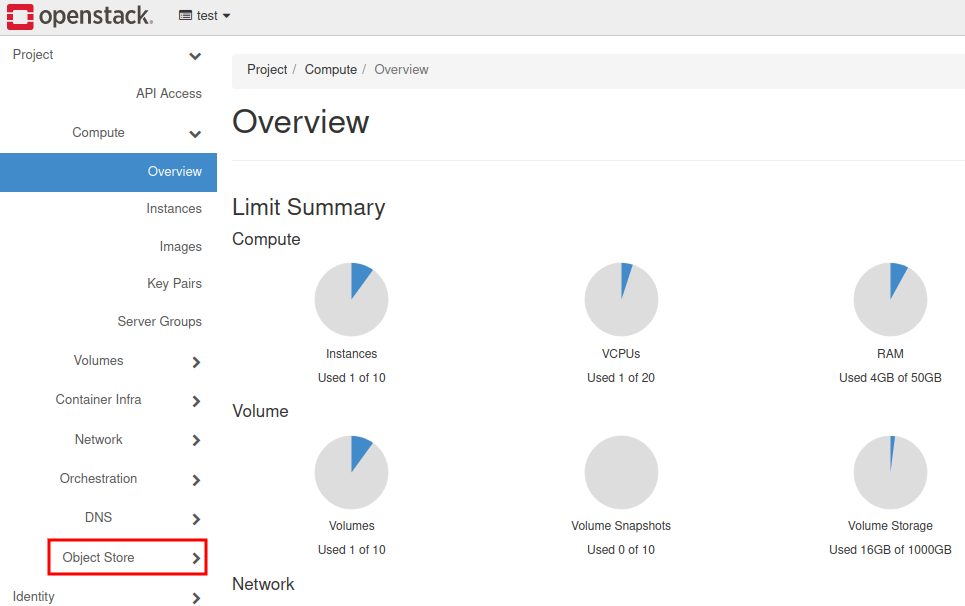 openstack. test
Project
API Access
Compute
Overview
Instances
Images
Key Pairs
Server Groups
Volumes
Container Infra
Network
Orchestration
DNS
Object Store
Identity
Project / Compute / Overview
Overview
Limit Summary
Compute
Instances
Used 1 of 10
VCPUs
Used 1 of 20
RAM
Used 4GB of 50GB
Volume
Volumes
Used 1 of 10
Volume Snapshots
Used 0 of 10
Volume Storage
Used 16GB of 1000GB
Network